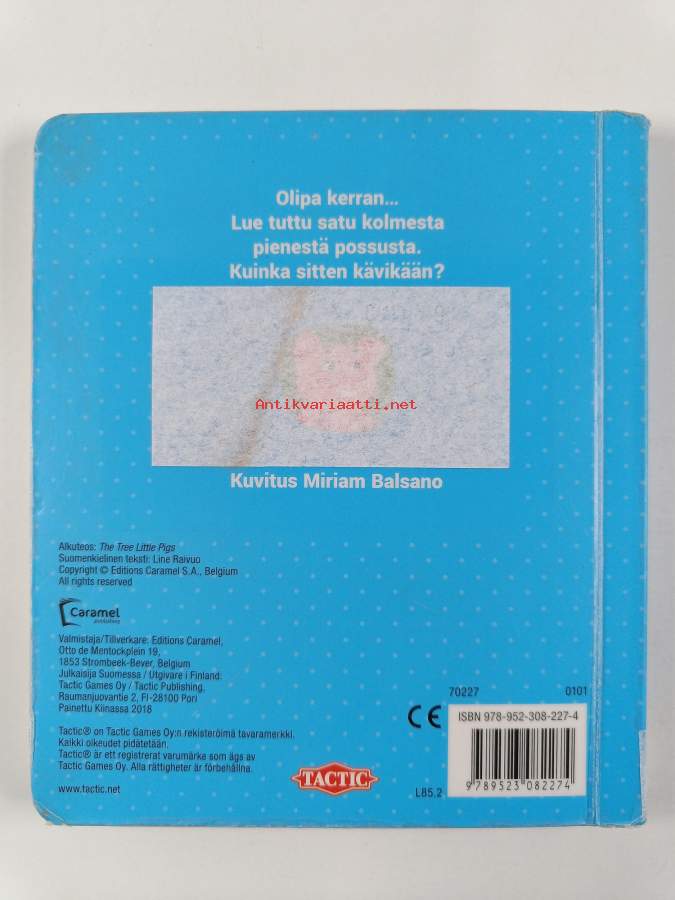 Olipa kerran...
Lue tuttu satu kolmesta
pienestä possusta.
Kuinka sitten kävikään?
Antikvariaatti.net
Kuvitus Miriam Balsano
Alkuteos: The Tree Little Pigs
Suomenkielinen teksti: Line Raivuo
Copyright © Editions Caramel S.A., Belgium
All rights reserved
Caramel
publishing
Valmistaja/Tillverkare: Editions Caramel,
Otto de Mentockplein 19,
1853 Strombeek-Bever, Belgium
Julkaisija Suomessa / Utgivare i Finland:
Tactic Games Oy / Tactic Publishing,
Raumanjuovantie 2, FI-28100 Pori
Painettu Kiinassa 2018
Tactic® on Tactic Games Oy:n rekisteröimä tavaramerkki.
Kaikki oikeudet pidätetään.
Tactic® är ett registrerat varumärke som ägs av
Tactic Games Oy. Alla rättigheter är förbehållna.
www.tactic.net
TACTIC
L85.2
CE
70227 0101
ISBN 978-952-308-227-4
9 789523 082274